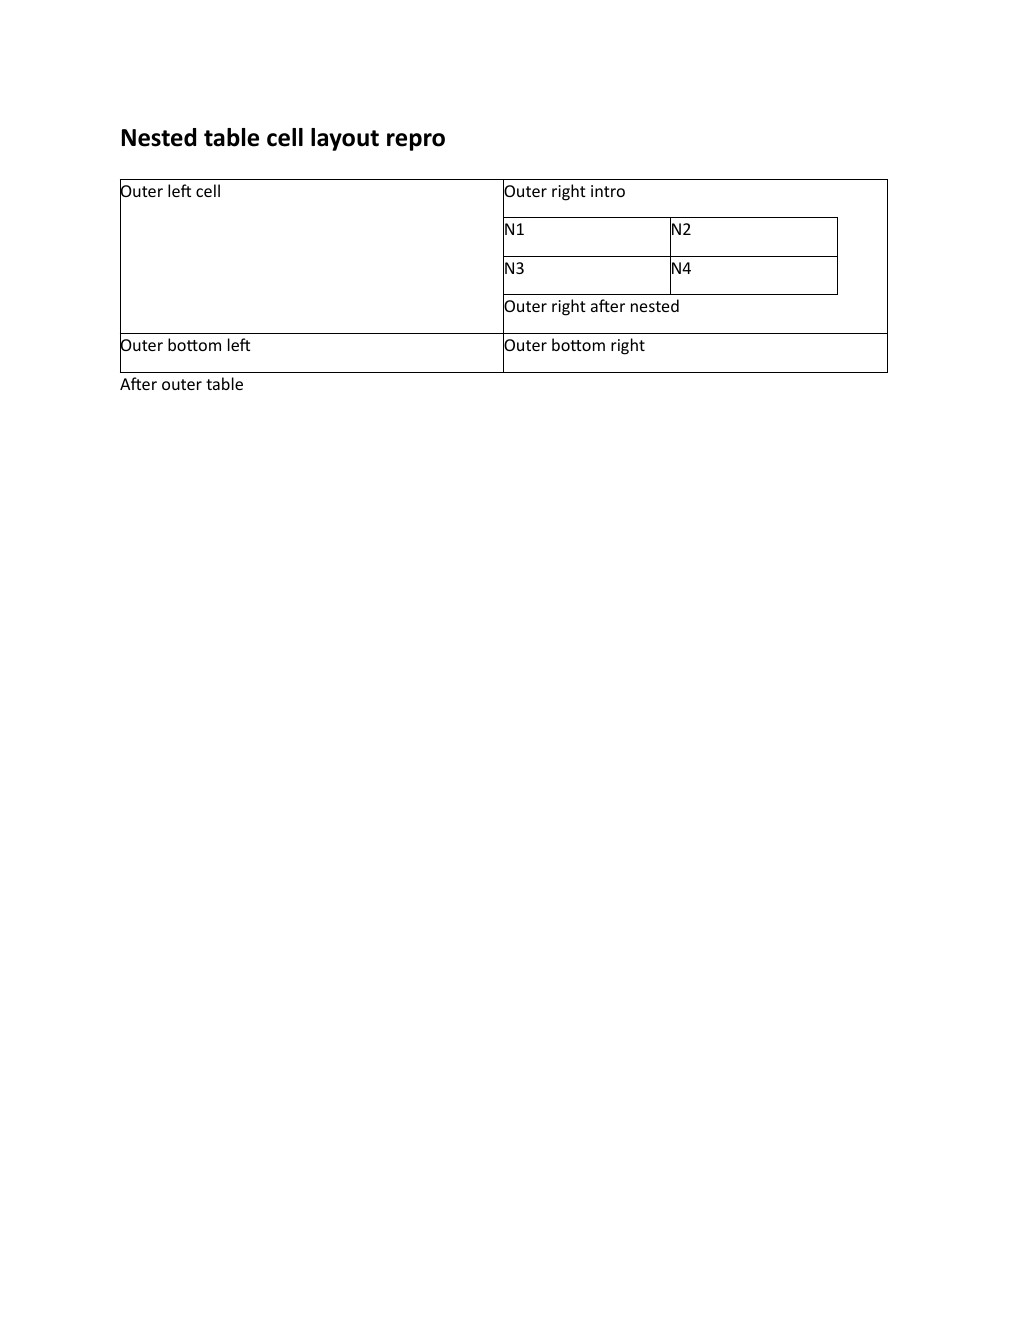 Nested table cell layout repro
Outer left cell
Outer right intro
N1
N2
N3
N4
Outer right after nested
Outer bottom left
Outer bottom right
After outer table